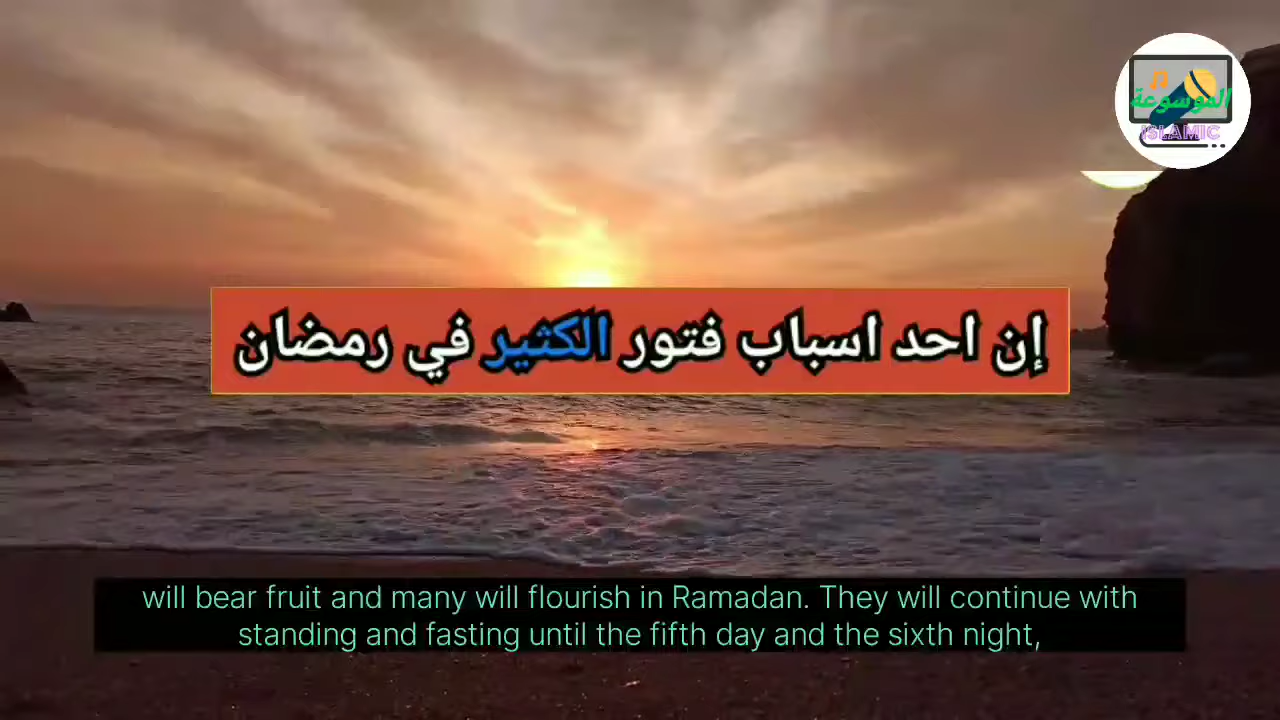 الموسوعة
ISLAMIC
إن احد اسباب فتور الكثير في رمضان
will bear fruit and many will flourish in Ramadan. They will continue with
standing and fasting until the fifth day and the sixth night,